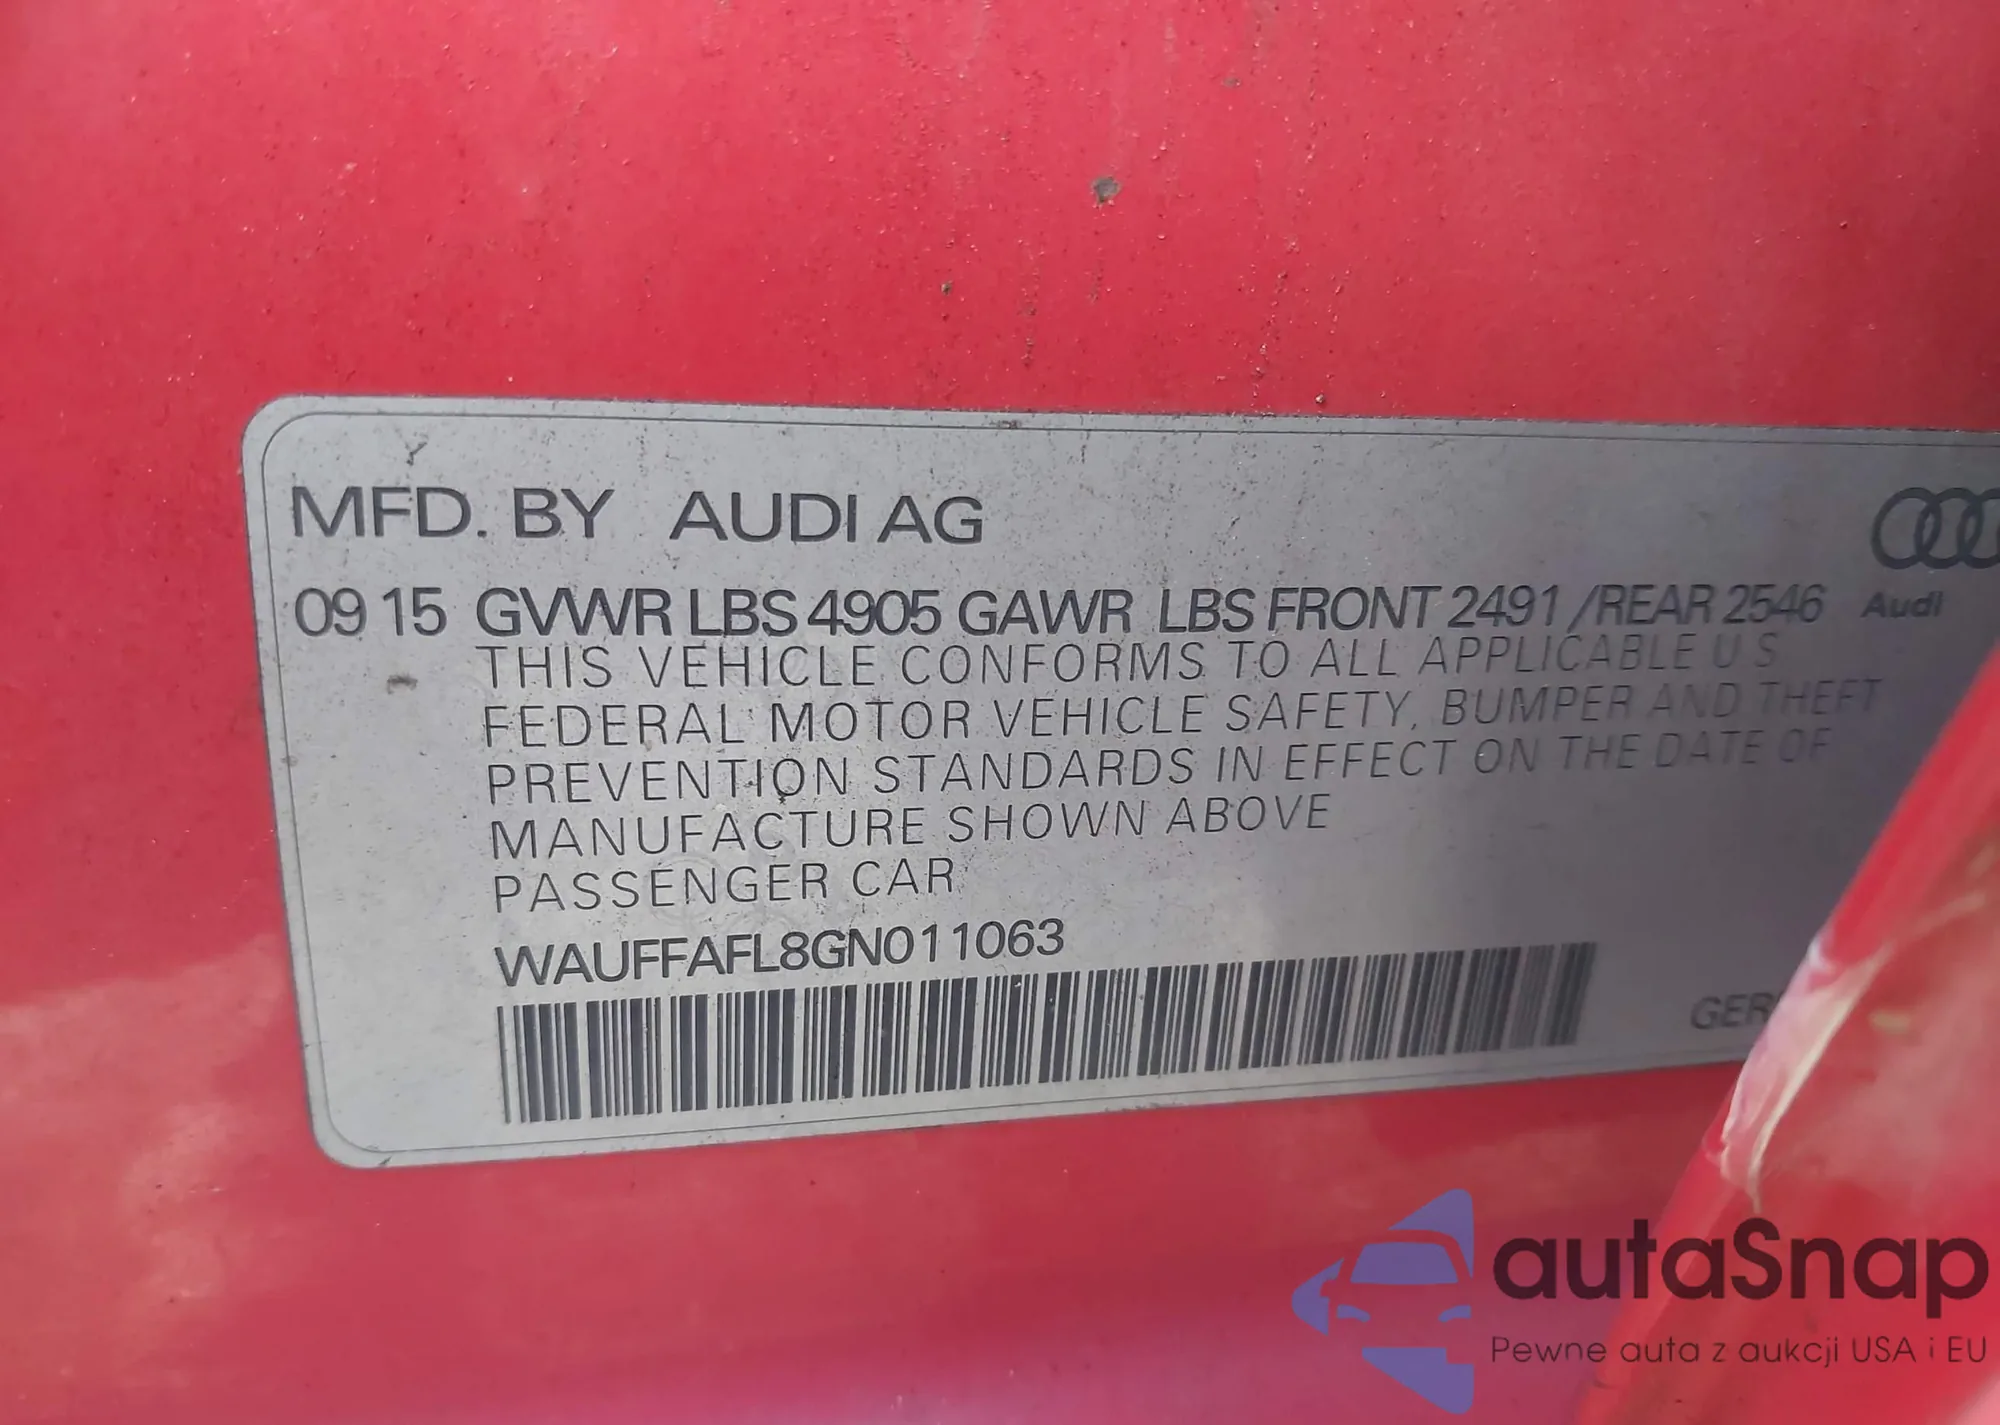 MFD. BY AUDI AG
09 15 GVWR LBS 4905 GAWR LBS FRONT 2491 /REAR 2546 Audi
THIS VEHICLE CONFORMS TO ALL APPLICABLE U S
FEDERAL MOTOR VEHICLE SAFETY, BUMPER AND THEFT
PREVENTION STANDARDS IN EFFECT ON THE DATE OF
MANUFACTURE SHOWN ABOVE
PASSENGER CAR
WAUFFAFL8GN011063
autaSnap
Pewne auta z aukcji USA i EU